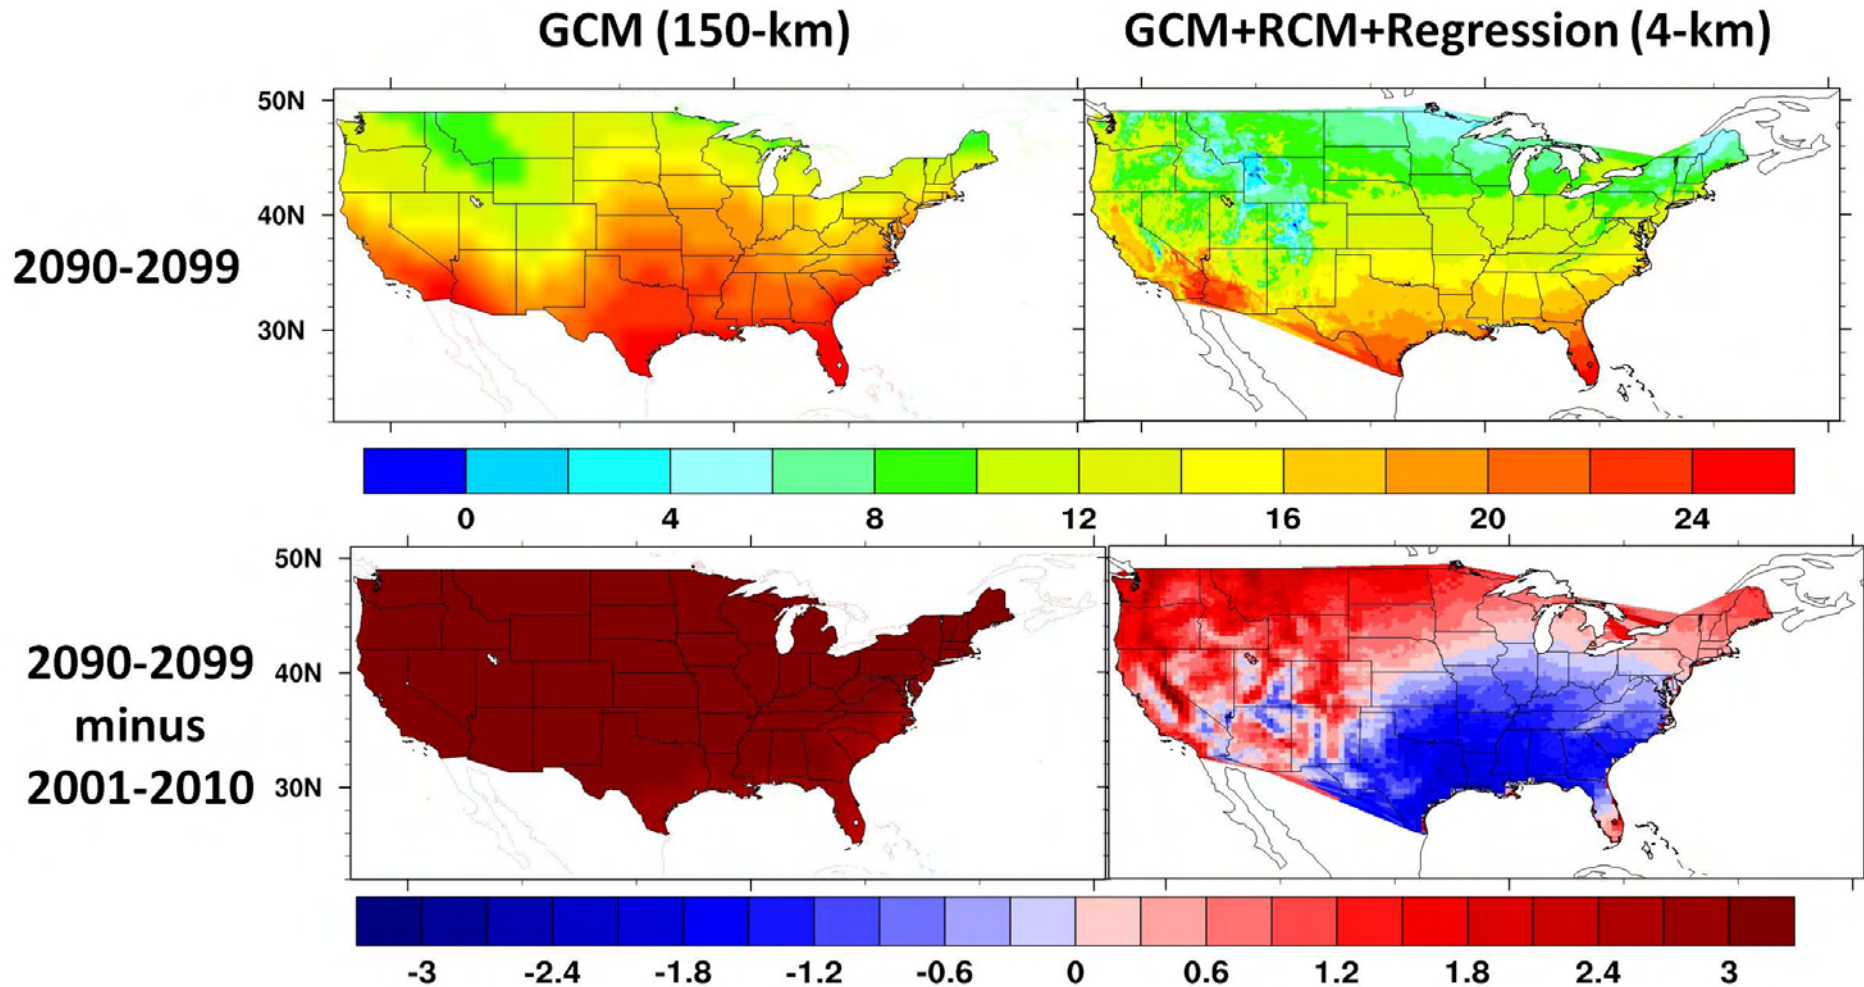 GCM (150-km)
GCM+RCM+Regression (4-km)
50N
40N
30N
2090-2099
0 4 8 12 16 20 24
50N
40N
30N
2090-2099
minus
2001-2010
-3 -2.4 -1.8 -1.2 -0.6 0 0.6 1.2 1.8 2.4 3